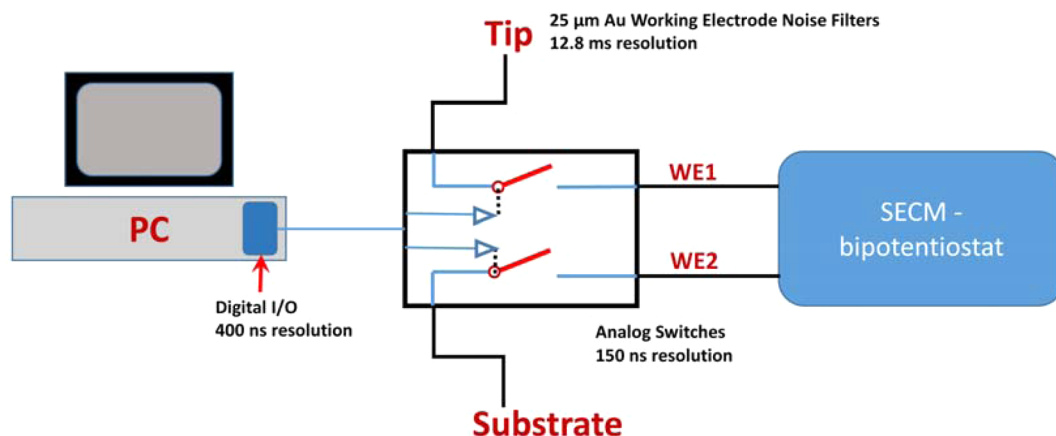 Tip
25 µm Au Working Electrode Noise Filters
12.8 ms resolution
PC
WE1
WE2
SECM -
bipotentiostat
Digital I/O
400 ns resolution
Analog Switches
150 ns resolution
Substrate